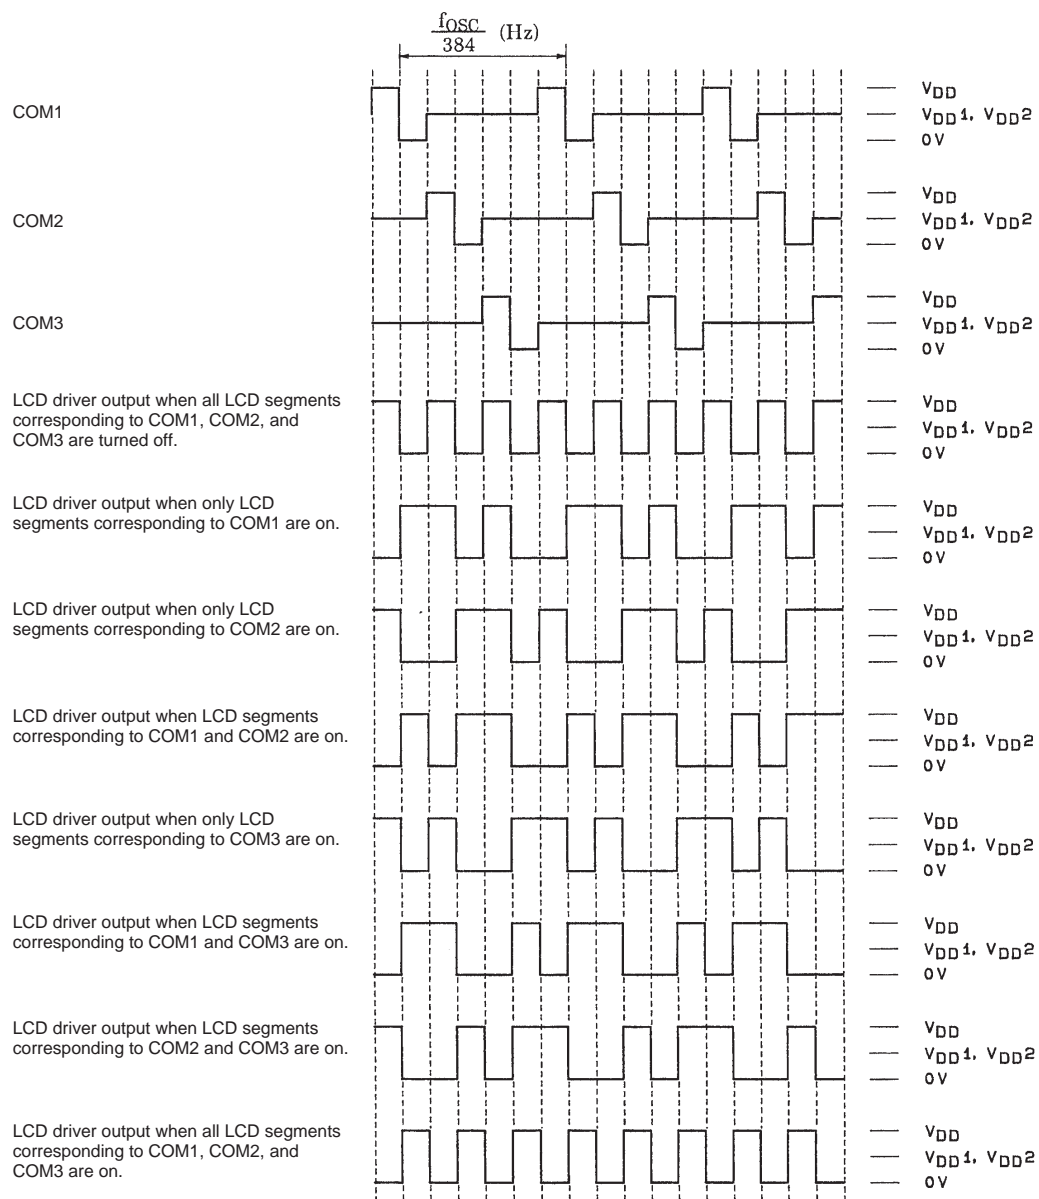 fOSC
384
(Hz)
COM1
VDD
VDD1, VDD2
0V
COM2
VDD
VDD1, VDD2
0V
COM3
VDD
VDD1, VDD2
0V
LCD driver output when all LCD segments
corresponding to COM1, COM2, and
COM3 are turned off.
VDD
VDD1, VDD2
0V
LCD driver output when only LCD
segments corresponding to COM1 are on.
VDD
VDD1, VDD2
0V
LCD driver output when only LCD
segments corresponding to COM2 are on.
VDD
VDD1, VDD2
0V
LCD driver output when LCD segments
corresponding to COM1 and COM2 are on.
VDD
VDD1, VDD2
0V
LCD driver output when only LCD
segments corresponding to COM3 are on.
VDD
VDD1, VDD2
0V
LCD driver output when LCD segments
corresponding to COM1 and COM3 are on.
VDD
VDD1, VDD2
0V
LCD driver output when LCD segments
corresponding to COM2 and COM3 are on.
VDD
VDD1, VDD2
0V
LCD driver output when all LCD segments
corresponding to COM1, COM2, and
COM3 are on.
VDD
VDD1, VDD2
0V